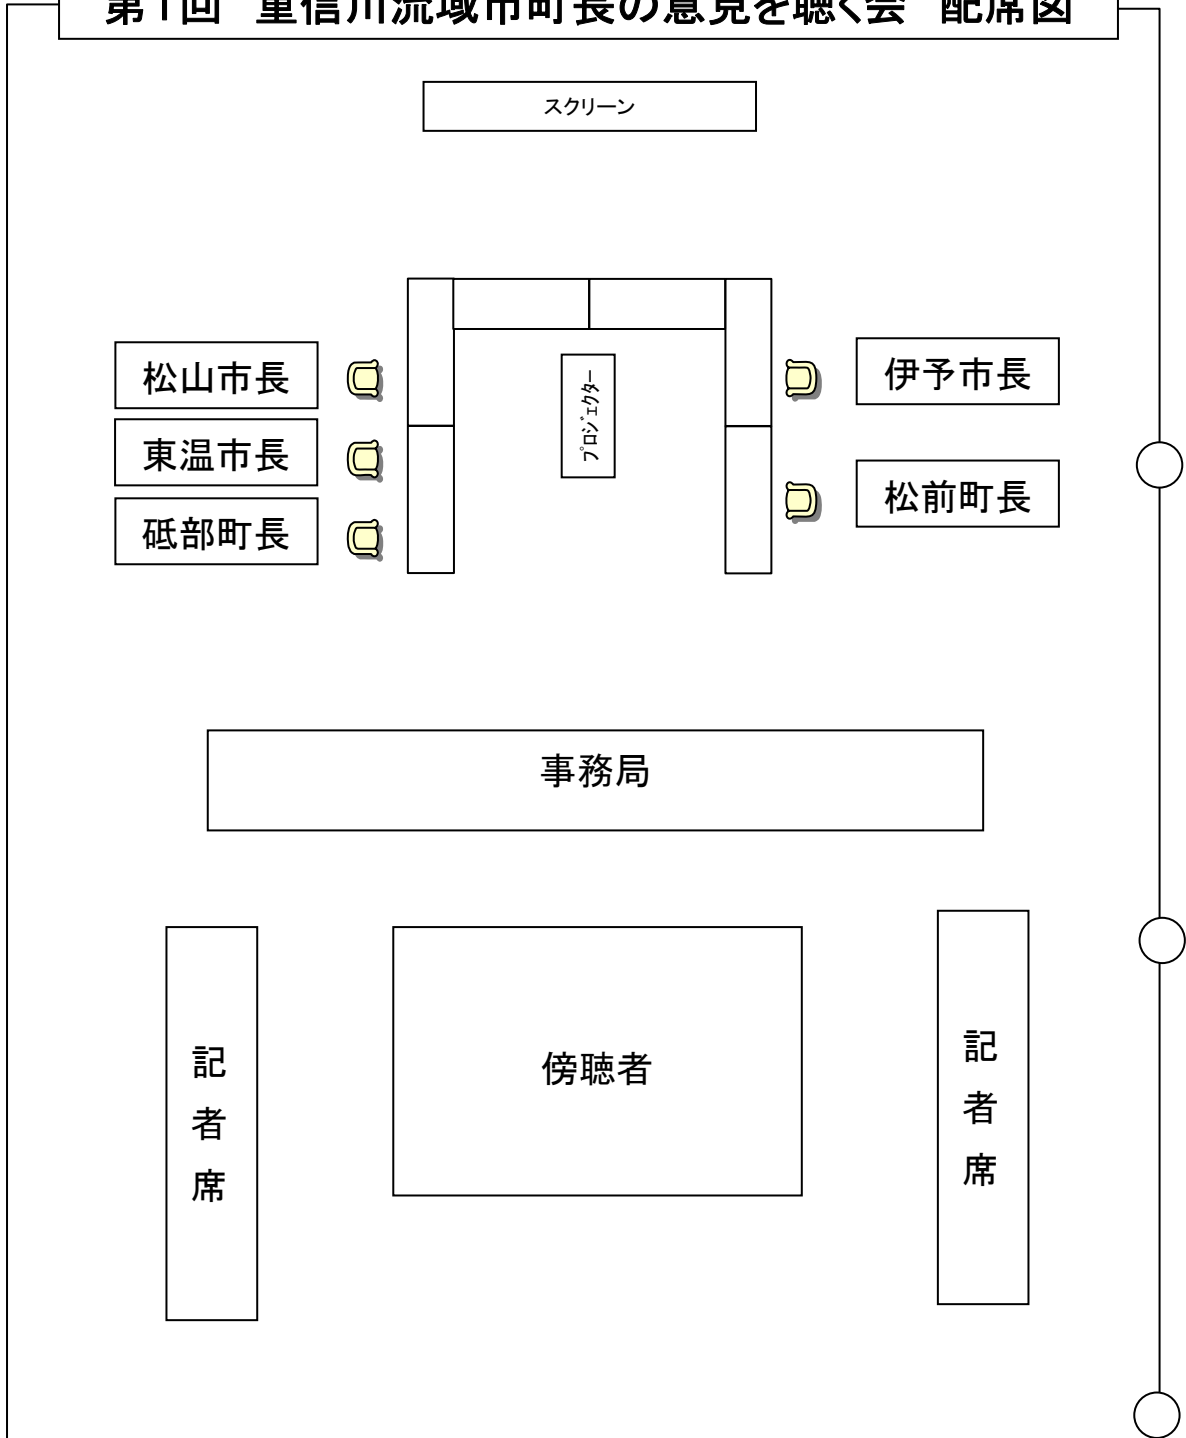 第1回 重信川流域市町長の意見を聴く会 配席図
スクリーン
松山市長
東温市長
砥部町長
プロジェクター
伊予市長
松前町長
事務局
記者席
傍聴者
記者席